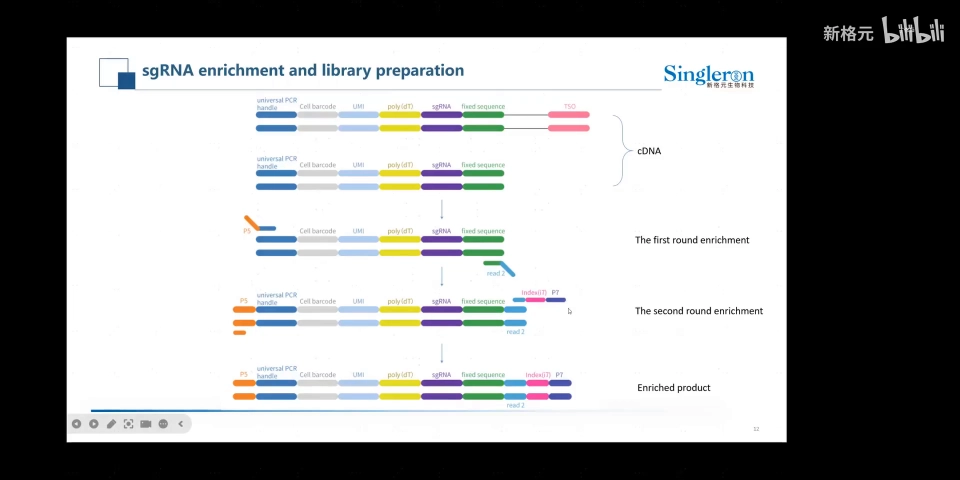 新格元 bilibili
sgRNA enrichment and library preparation
Singleron
新格元生物科技
universal PCR
handle Cell barcode UMI poly(dT) sgRNA fixed sequence TSO
cDNA
universal PCR
handle Cell barcode UMI poly(dT) sgRNA fixed sequence
universal PCR
P5 handle Cell barcode UMI poly(dT) sgRNA fixed sequence
The first round enrichment
read 2
Index(i7) P7
universal PCR
P5 handle Cell barcode UMI poly(dT) sgRNA fixed sequence
The second round enrichment
read 2
universal PCR
P5 handle Cell barcode UMI poly(dT) sgRNA fixed sequence Index(i7) P7
Enriched product
read 2
52